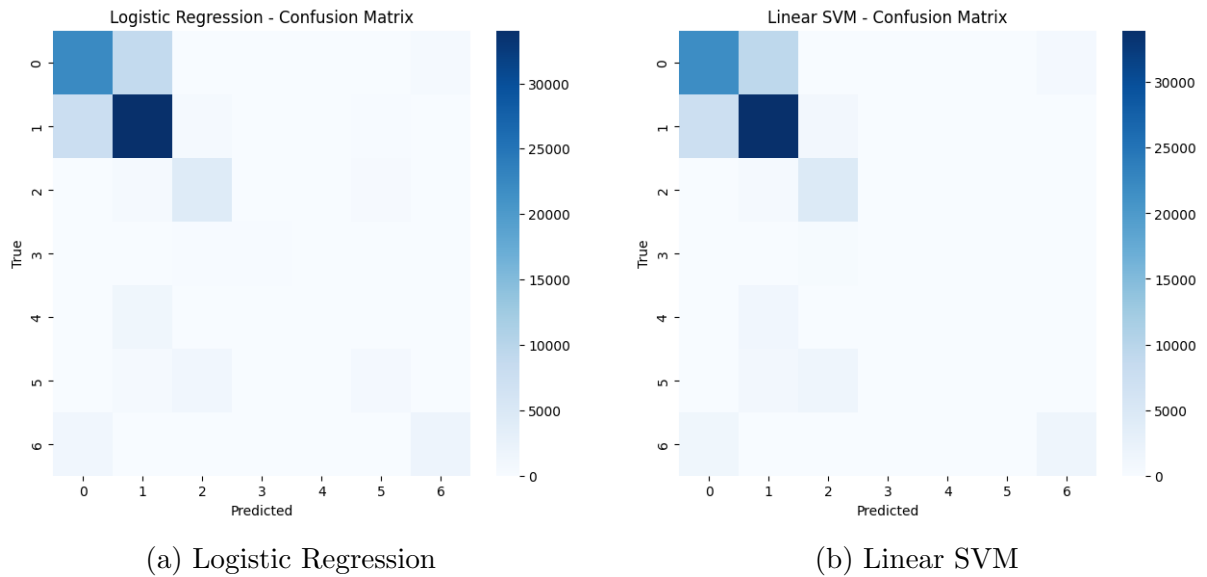 Logistic Regression - Confusion Matrix
0
1
2
3
4
5
6
True
0 1 2 3 4 5 6
Predicted
30000
25000
20000
15000
10000
5000
0
(a) Logistic Regression
Linear SVM - Confusion Matrix
0
1
2
3
4
5
6
True
0 1 2 3 4 5 6
Predicted
30000
25000
20000
15000
10000
5000
0
(b) Linear SVM